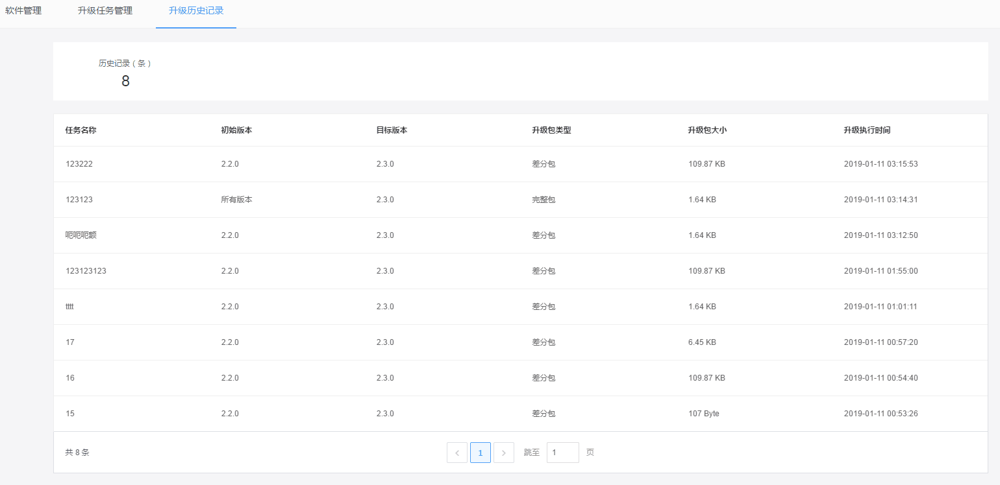 软件管理 升级任务管理 升级历史记录
历史记录 ( 条 )
8
任务名称 初始版本 目标版本 升级包类型 升级包大小 升级执行时间
123222 2.2.0 2.3.0 差分包 109.87 KB 2019-01-11 03:15:53
123123 所有版本 2.3.0 完整包 1.64 KB 2019-01-11 03:14:31
呃呃呃额 2.2.0 2.3.0 差分包 1.64 KB 2019-01-11 03:12:50
123123123 2.2.0 2.3.0 差分包 109.87 KB 2019-01-11 01:55:00
tttt 2.2.0 2.3.0 差分包 1.64 KB 2019-01-11 01:01:11
17 2.2.0 2.3.0 差分包 6.45 KB 2019-01-11 00:57:20
16 2.2.0 2.3.0 差分包 109.87 KB 2019-01-11 00:54:40
15 2.2.0 2.3.0 差分包 107 Byte 2019-01-11 00:53:26
共 8 条 < 1 > 跳至 1 页